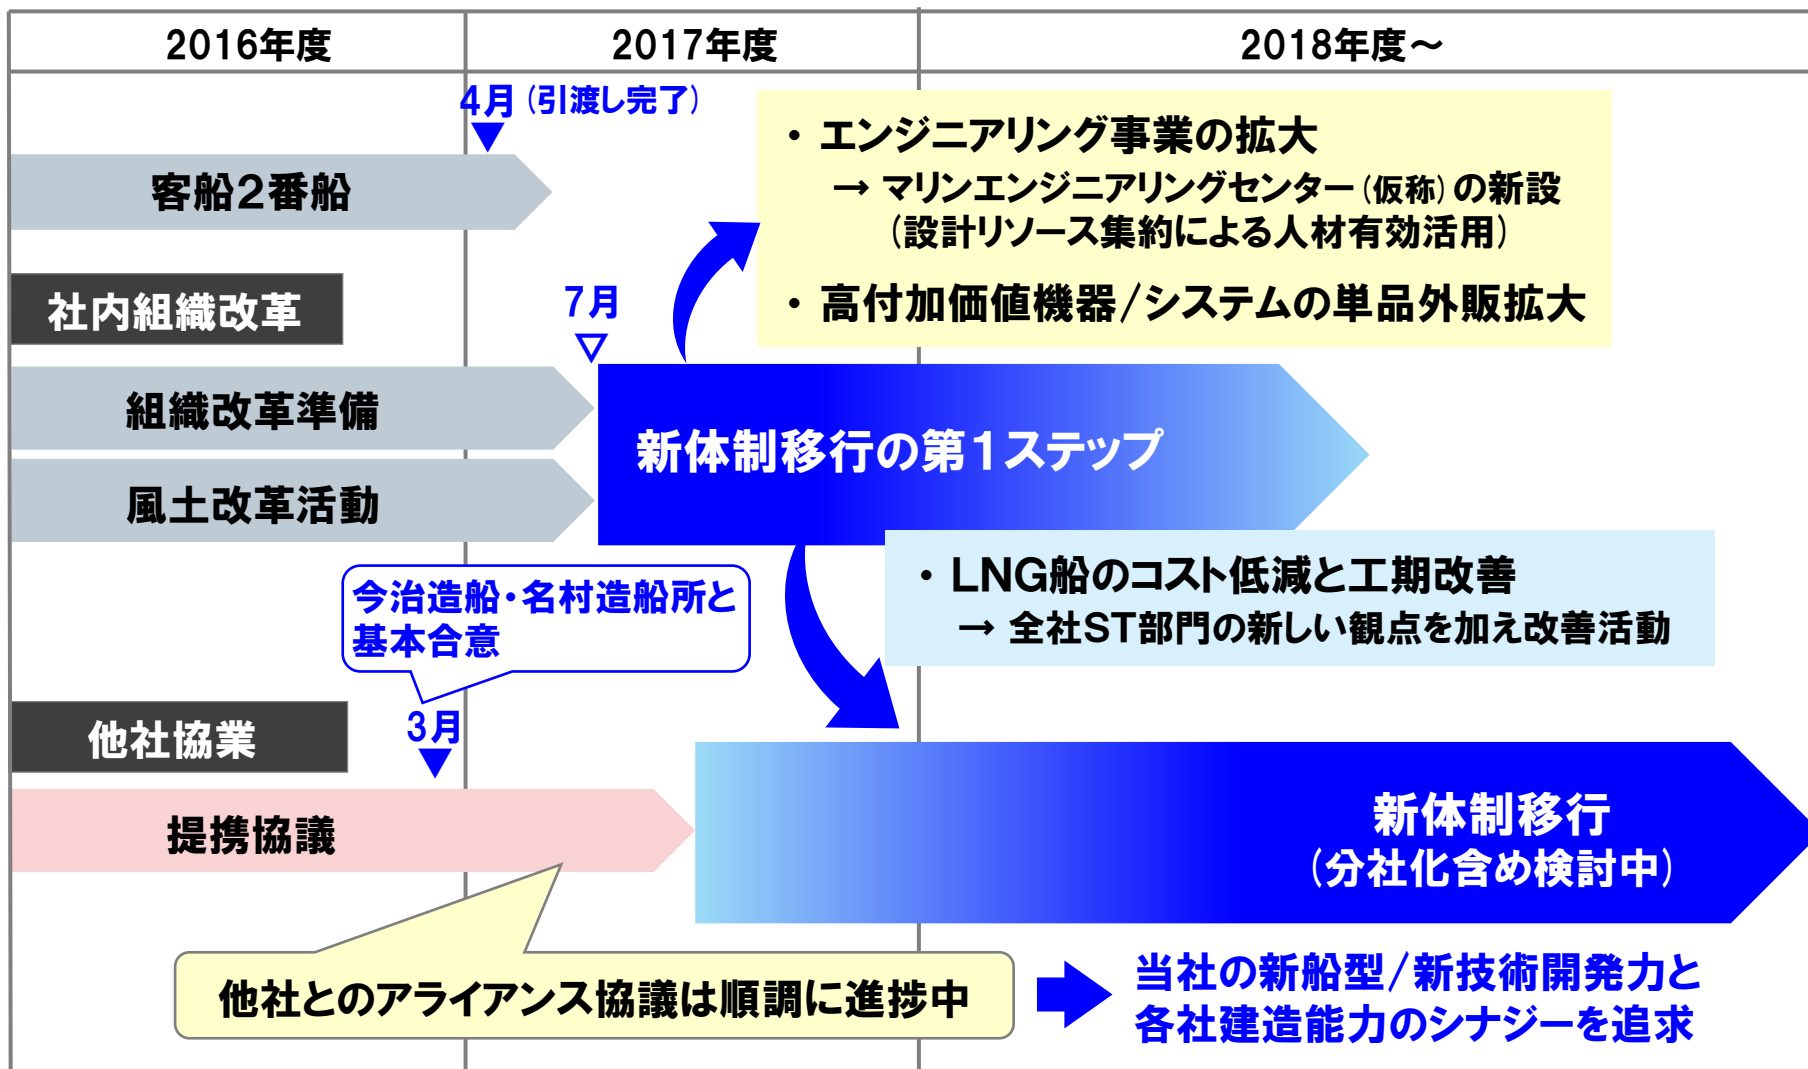 2016年度
2017年度
2018年度～
4月（引渡し完了）
客船2番船
・エンジニアリング事業の拡大
→ マリンエンジニアリングセンター（仮称）の新設
（設計リソース集約による人材有効活用）
・高付加価値機器/システムの単品外販拡大
社内組織改革
7月
組織改革準備
風土改革活動
新体制移行の第1ステップ
・LNG船のコスト低減と工期改善
→ 全社ST部門の新しい観点を加え改善活動
今治造船・名村造船所と
基本合意
他社協業
3月
提携協議
新体制移行
（分社化含め検討中）
他社とのアライアンス協議は順調に進捗中
当社の新船型/新技術開発力と
各社建造能力のシナジーを追求